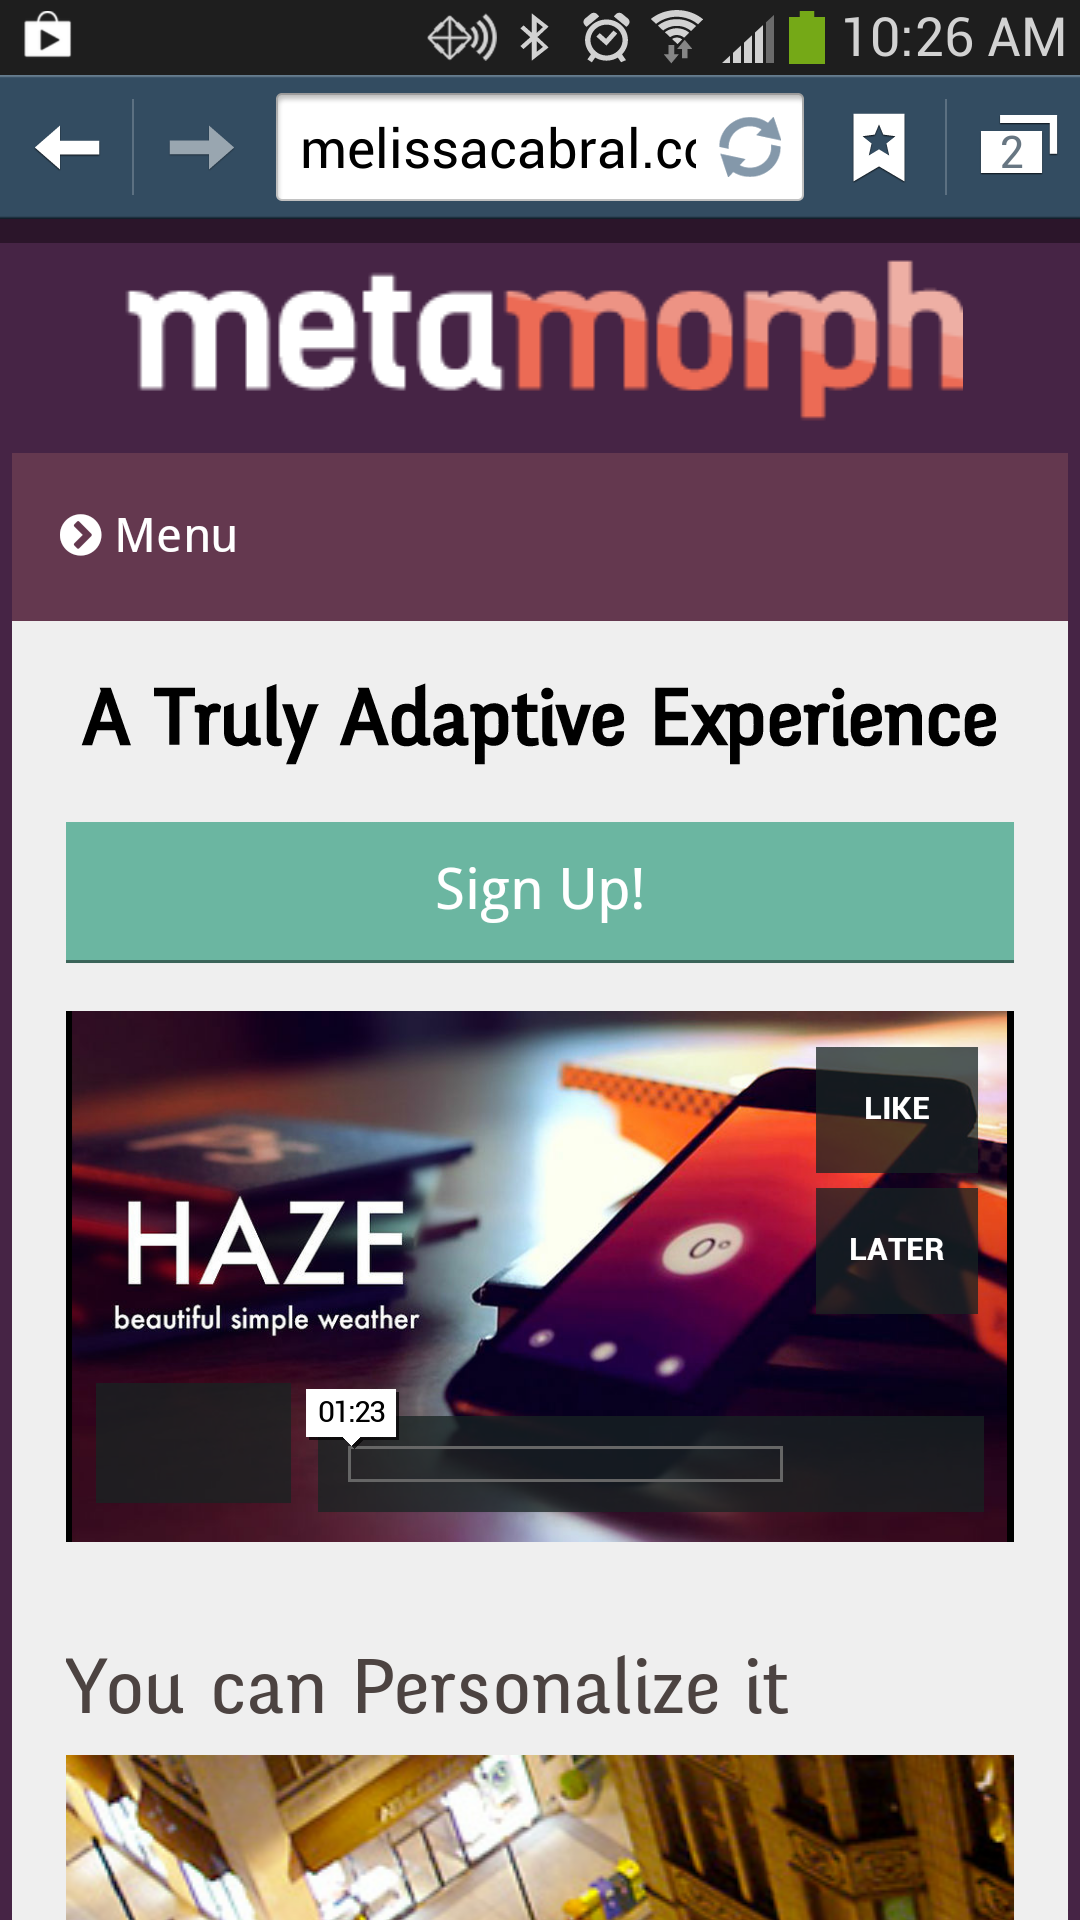 10:26 AM
melissacabral.co
2
metamorph
Menu
A Truly Adaptive Experience
Sign Up!
LIKE
LATER
0°
HAZE
beautiful simple weather
01:23
You can Personalize it